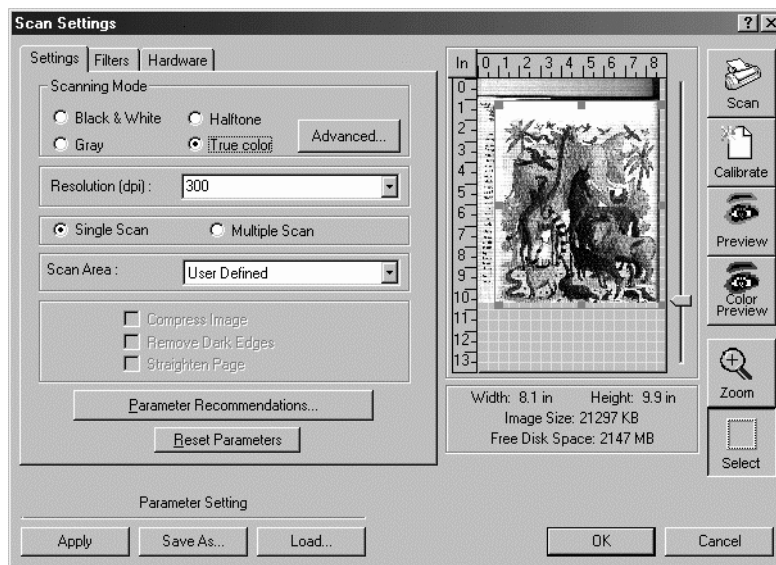 Scan Settings
Settings Filters Hardware
Scanning Mode
Black & White Halftone
Gray True color
Advanced...
Resolution (dpi) : 300
Single Scan Multiple Scan
Scan Area : User Defined
Compress Image
Remove Dark Edges
Straighten Page
Parameter Recommendations...
Reset Parameters
Parameter Setting
Apply Save As... Load...
In 0 1 2 3 4 5 6 7 8
0
1
2
3
4
5
6
7
8
9
10
11
12
13
Width: 8.1 in Height: 9.9 in
Image Size: 21297 KB
Free Disk Space: 2147 MB
Scan
Calibrate
Preview
Color
Preview
Zoom
Select
OK Cancel